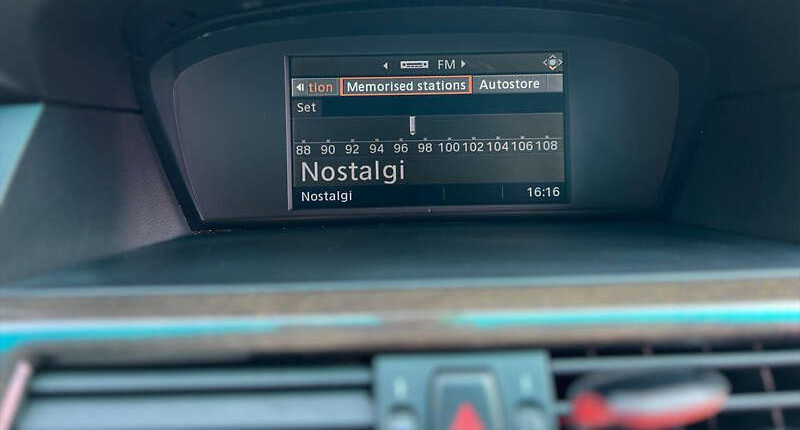 FM
tion Memorised stations Autostore
Set
88 90 92 94 96 98 100 102 104 106 108
Nostalgi
Nostalgi 16:16